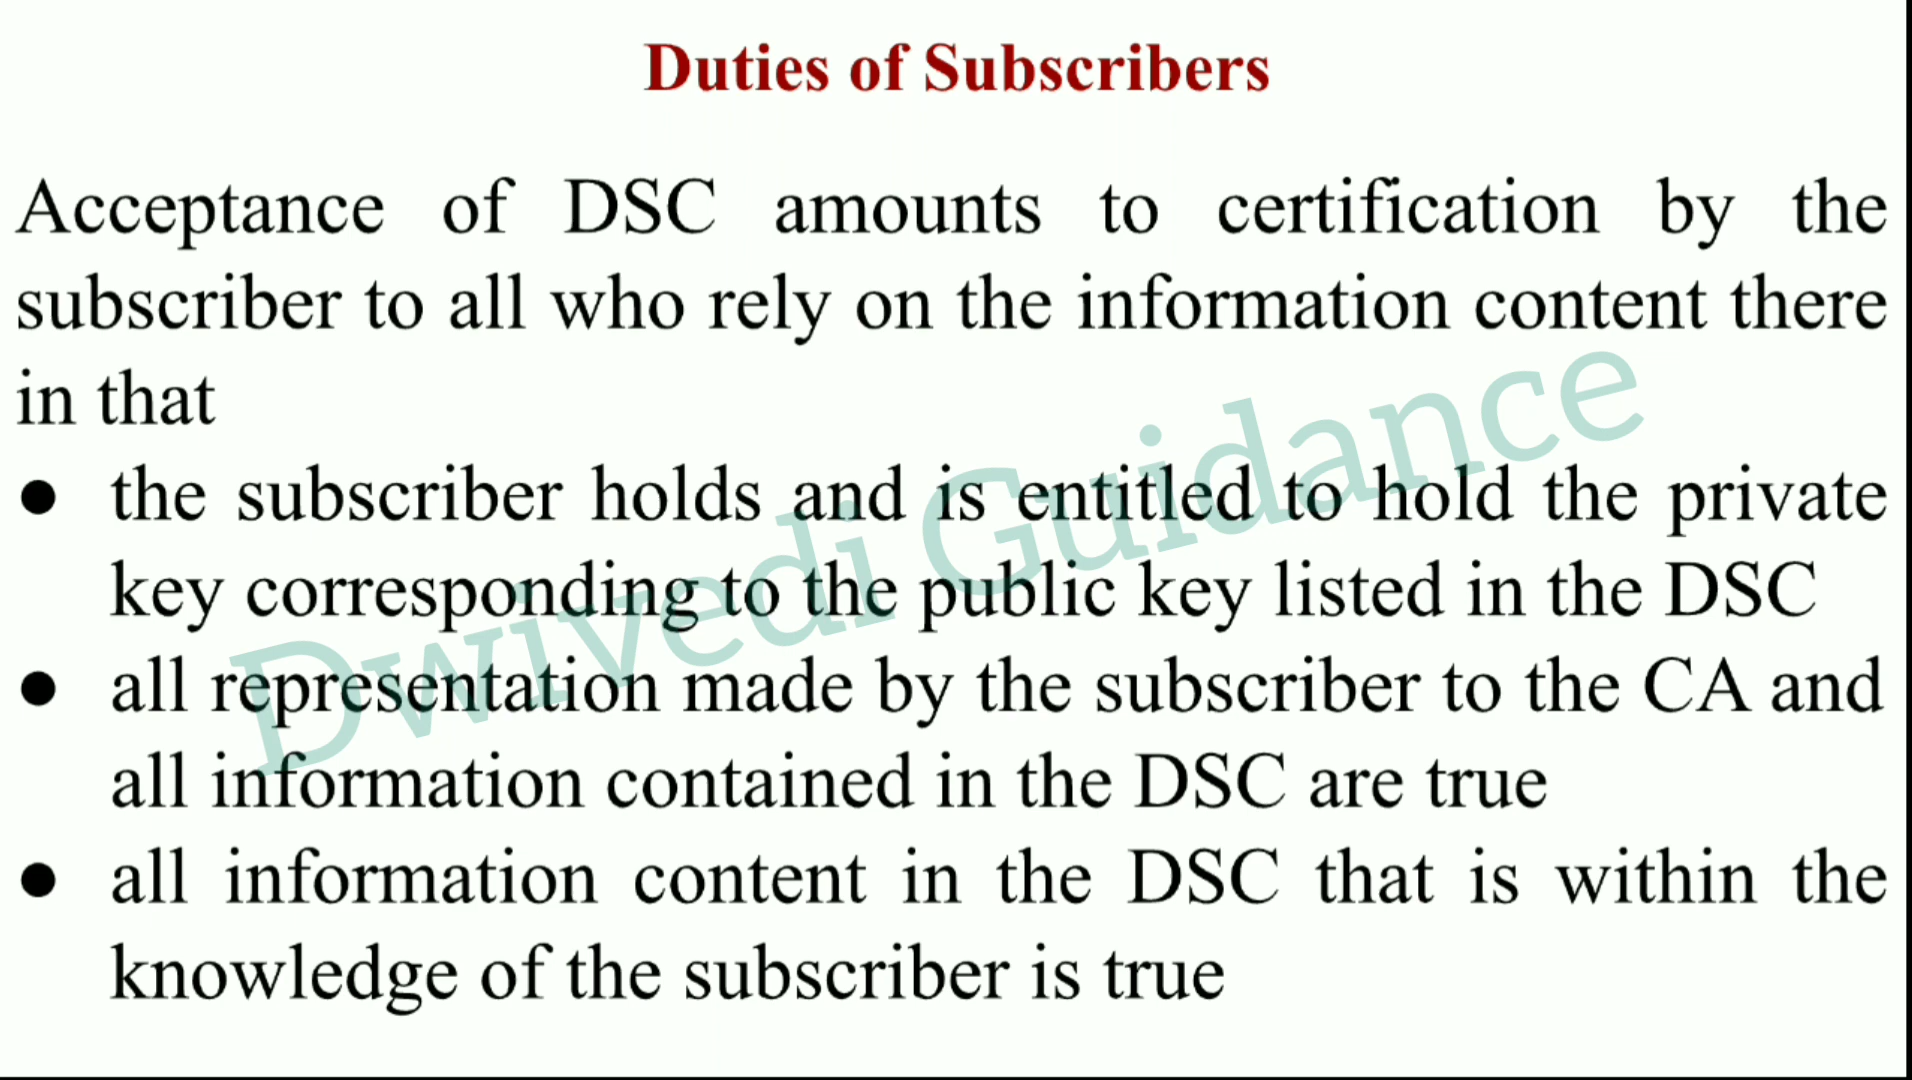 Duties of Subscribers
Acceptance of DSC amounts to certification by the
subscriber to all who rely on the information content there
in that
● the subscriber holds and is entitled to hold the private
key corresponding to the public key listed in the DSC
● all representation made by the subscriber to the CA and
all information contained in the DSC are true
● all information content in the DSC that is within the
knowledge of the subscriber is true
Dwivedi Guidance